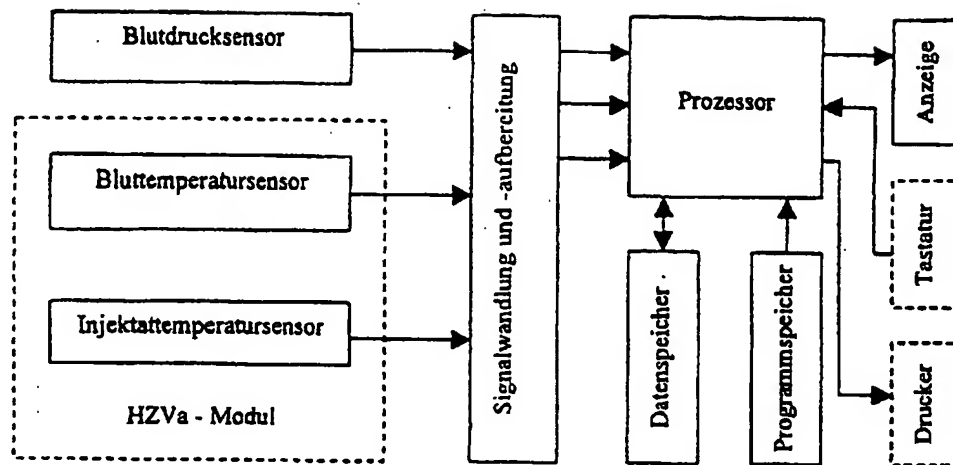 Blutdrucksensor
Bluttemperatursensor
Injektattemperatursensor
HZVa - Modul
Signalwandlung und -aufbereitung
Prozessor
Datenspeicher
Programmspeicher
Anzeige
Tastatur
Drucker